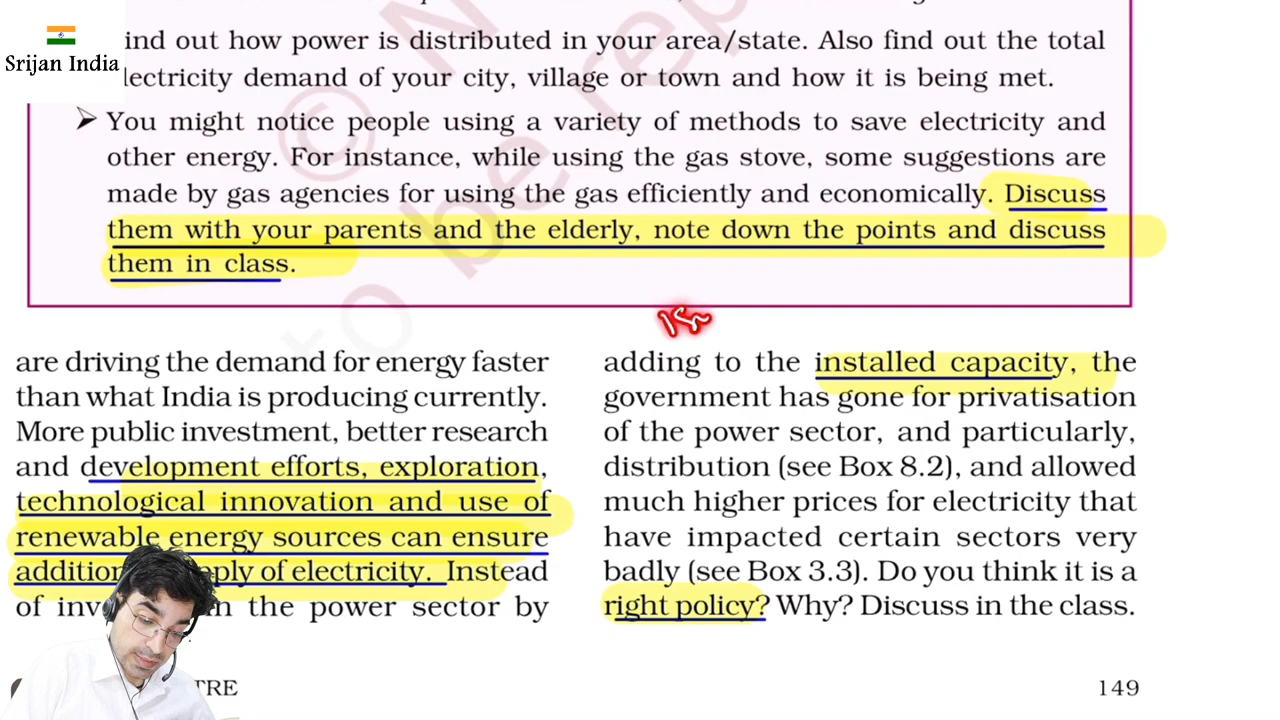 Srijan India
ind out how power is distributed in your area/state. Also find out the total
lectricity demand of your city, village or town and how it is being met.
➤ You might notice people using a variety of methods to save electricity and
other energy. For instance, while using the gas stove, some suggestions are
made by gas agencies for using the gas efficiently and economically. Discuss
them with your parents and the elderly, note down the points and discuss
them in class.
are driving the demand for energy faster
than what India is producing currently.
More public investment, better research
and development efforts, exploration,
technological innovation and use of
renewable energy sources can ensure
addition pply of electricity. Instead
of inv m the power sector by
adding to the installed capacity, the
government has gone for privatisation
of the power sector, and particularly,
distribution (see Box 8.2), and allowed
much higher prices for electricity that
have impacted certain sectors very
badly (see Box 3.3). Do you think it is a
right policy? Why? Discuss in the class.
TRE
149
© N
to be rep